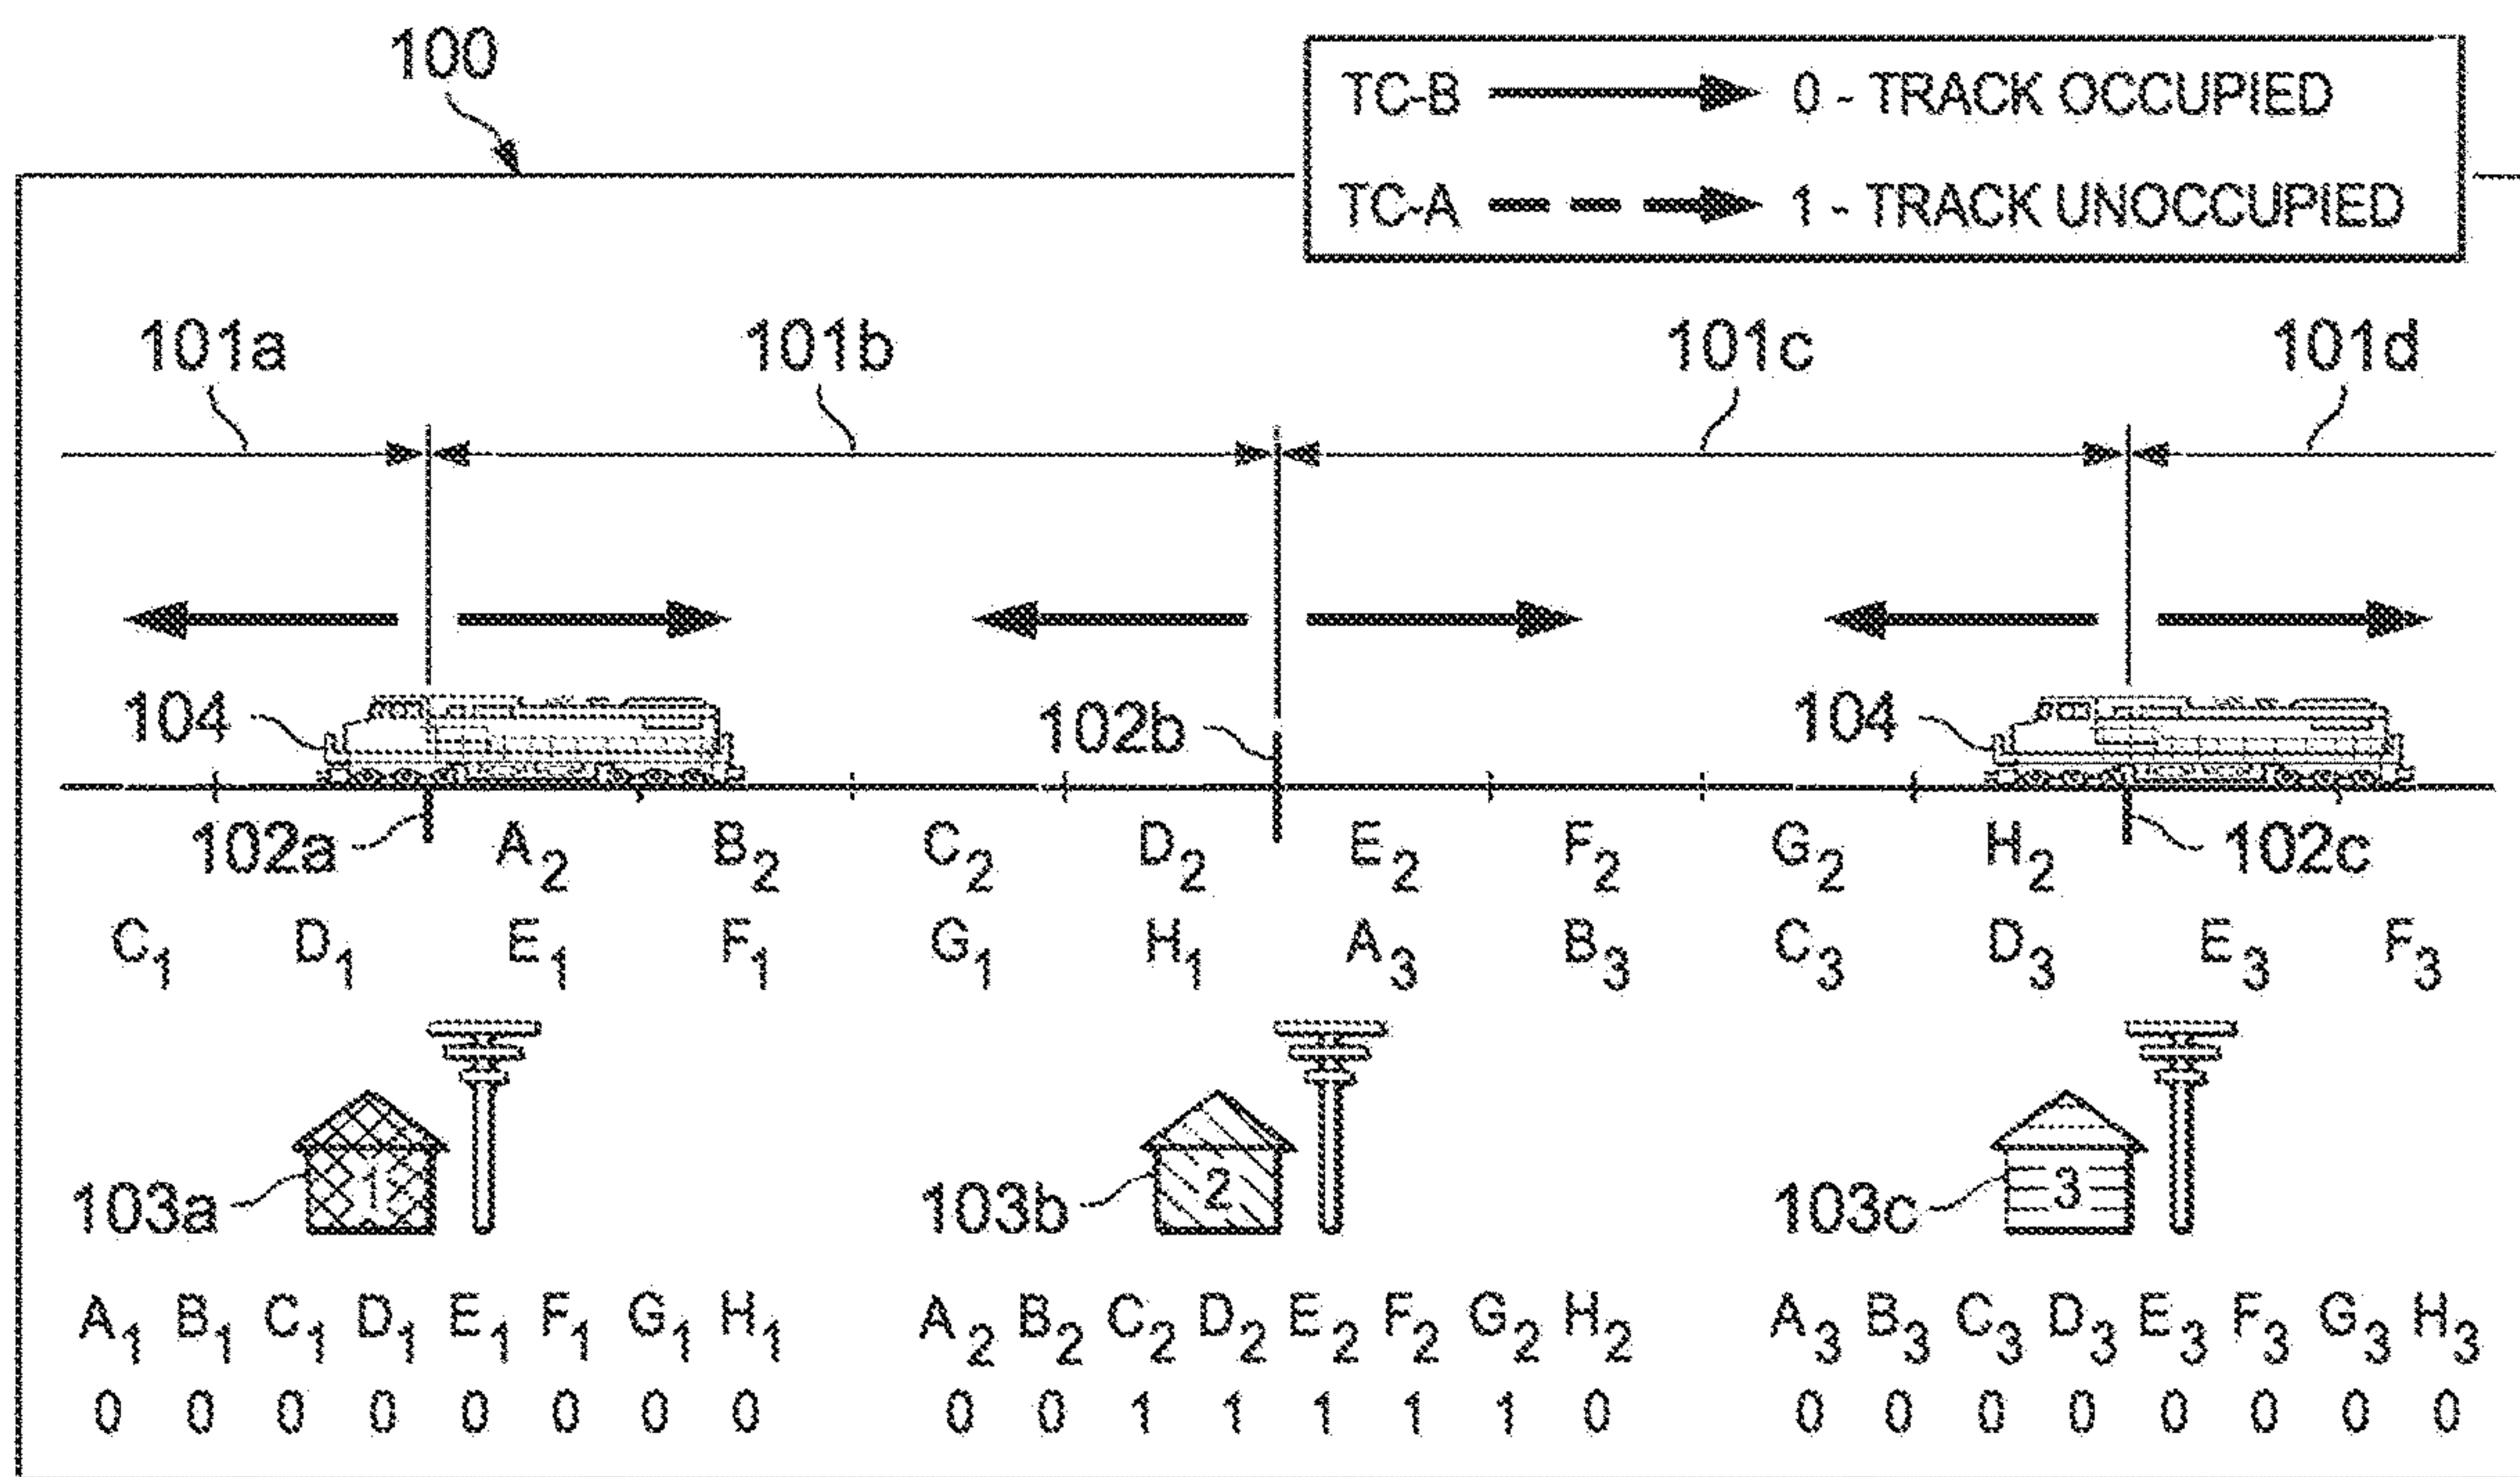 100
TC-B 0 - TRACK OCCUPIED
TC-A 1 - TRACK UNOCCUPIED
101a 101b 101c 101d
104 102b 104
102a A2 B2 C2 D2 E2 F2 G2 H2 102c
C1 D1 E1 F1 G1 H1 A3 B3 C3 D3 E3 F3
103a 1 103b 2 103c 3
A1 B1 C1 D1 E1 F1 G1 H1 A2 B2 C2 D2 E2 F2 G2 H2 A3 B3 C3 D3 E3 F3 G3 H3
0 0 0 0 0 0 0 0 0 0 1 1 1 1 1 0 0 0 0 0 0 0 0 0